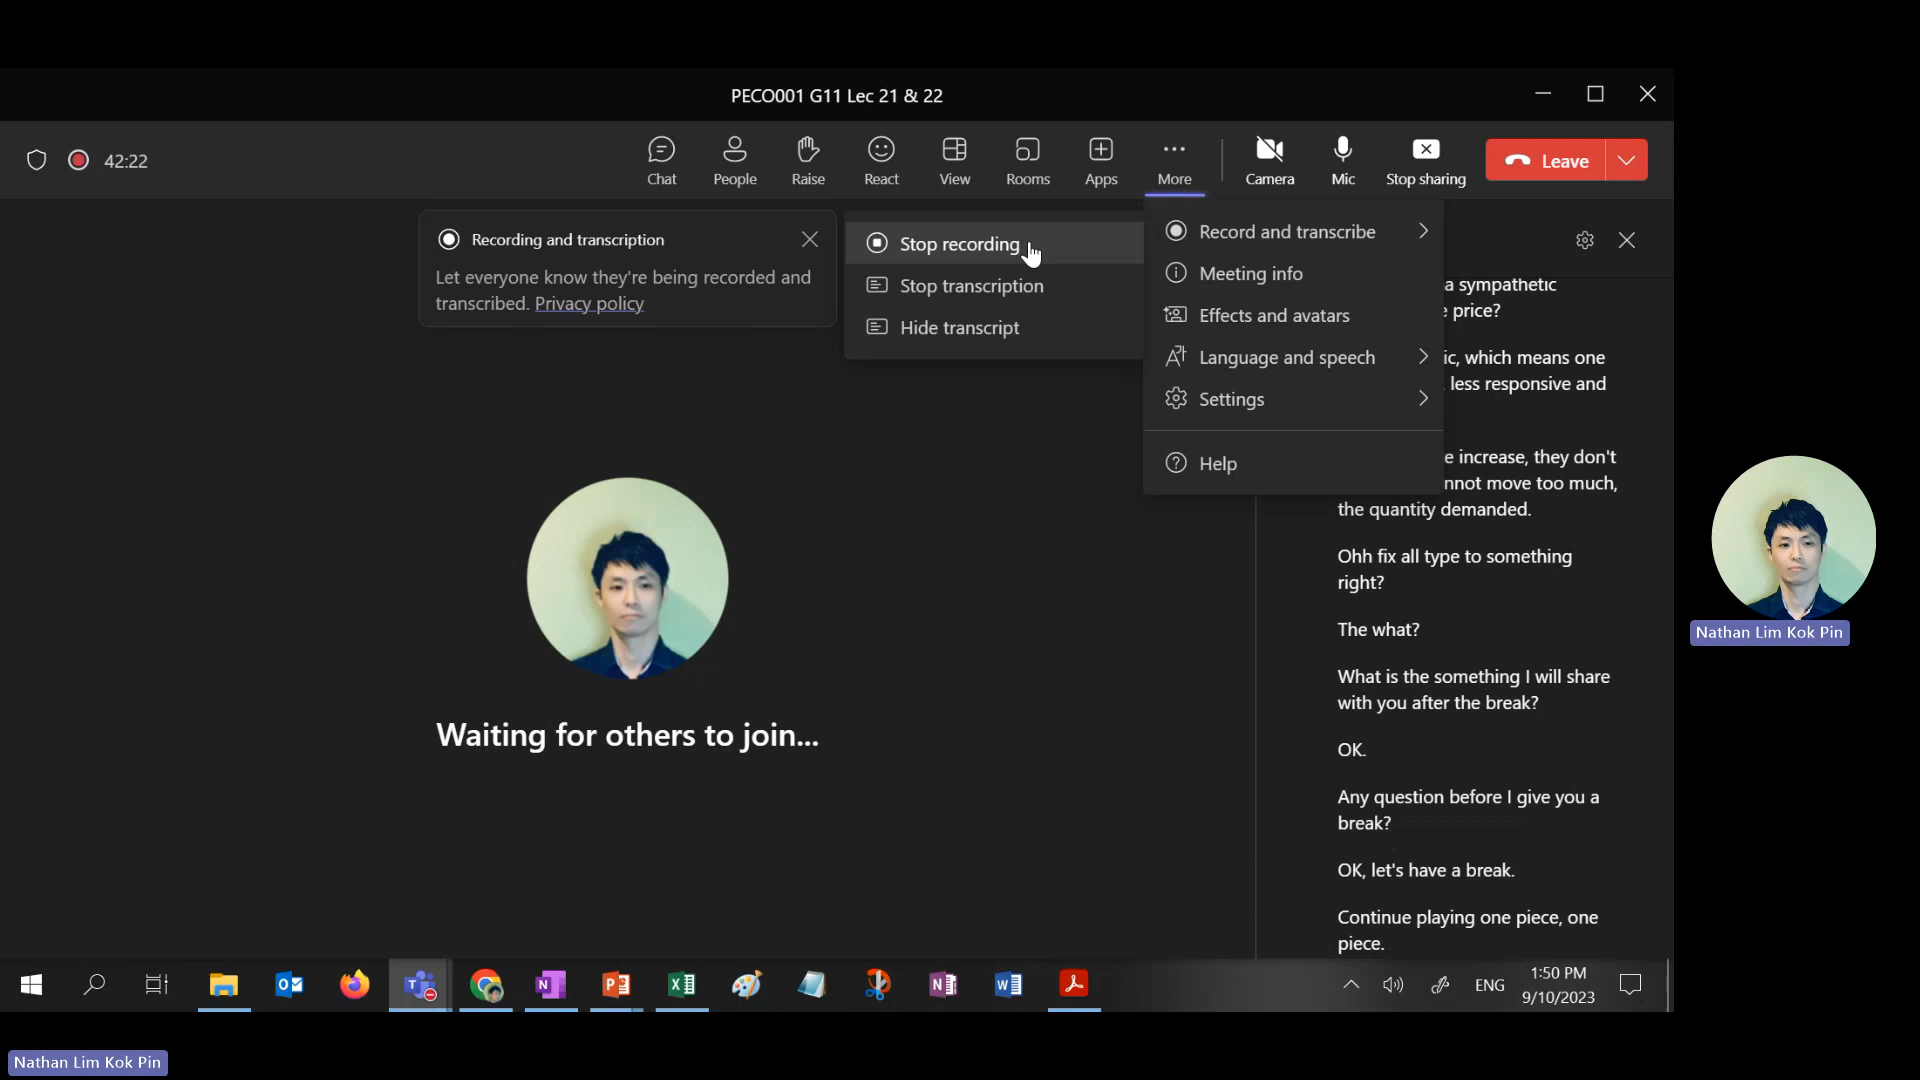 PECO001 G11 Lec 21 & 22
42:22
Chat
People
Raise
React
View
Rooms
Apps
More
Camera
Mic
Stop sharing
Leave
Recording and transcription
Let everyone know they're being recorded and
transcribed. Privacy policy
Stop recording
Stop transcription
Hide transcript
Record and transcribe
Meeting info
Effects and avatars
Language and speech
Settings
Help
a sympathetic
e price?
ic, which means one
less responsive and
e increase, they don't
nnot move too much,
the quantity demanded.
Ohh fix all type to something
right?
The what?
What is the something I will share
with you after the break?
OK.
Any question before I give you a
break?
OK, let's have a break.
Continue playing one piece, one
piece.
Waiting for others to join...
Nathan Lim Kok Pin
ENG
1:50 PM
9/10/2023
Nathan Lim Kok Pin